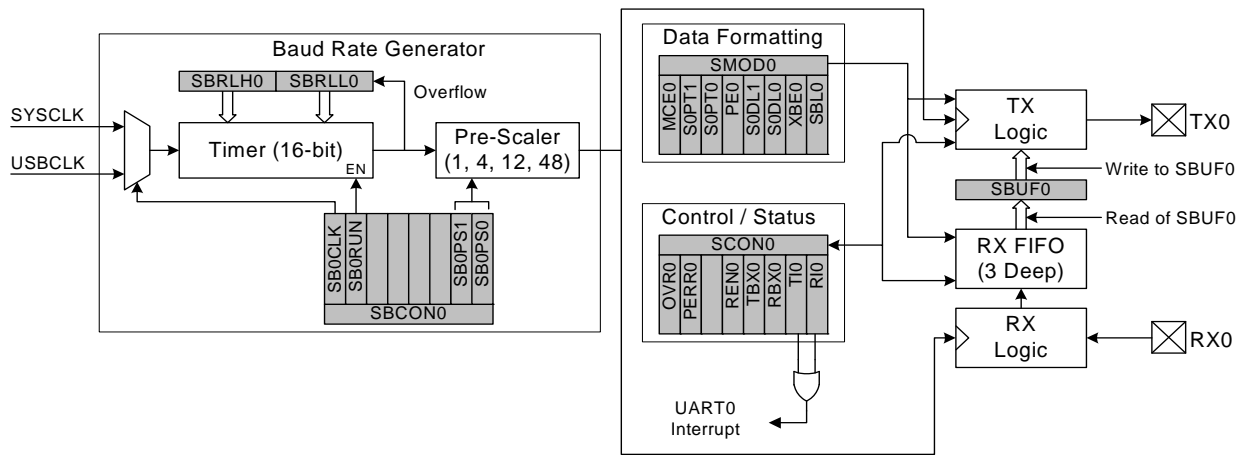 Baud Rate Generator
SBRLH0 SBRLL0
Overflow
SYSCLK
USBCLK
Timer (16-bit)
EN
Pre-Scaler
(1, 4, 12, 48)
SB0CLK
SB0RUN
SB0PS1
SB0PS0
SBCON0
Data Formatting
SMOD0
MCE0
S0PT1
S0PT0
PE0
S0DL1
S0DL0
XBE0
SBL0
Control / Status
SCON0
OVR0
PERR0
REN0
TBX0
RBX0
TI0
RI0
UART0
Interrupt
TX
Logic
TX0
Write to SBUF0
SBUF0
Read of SBUF0
RX FIFO
(3 Deep)
RX
Logic
RX0